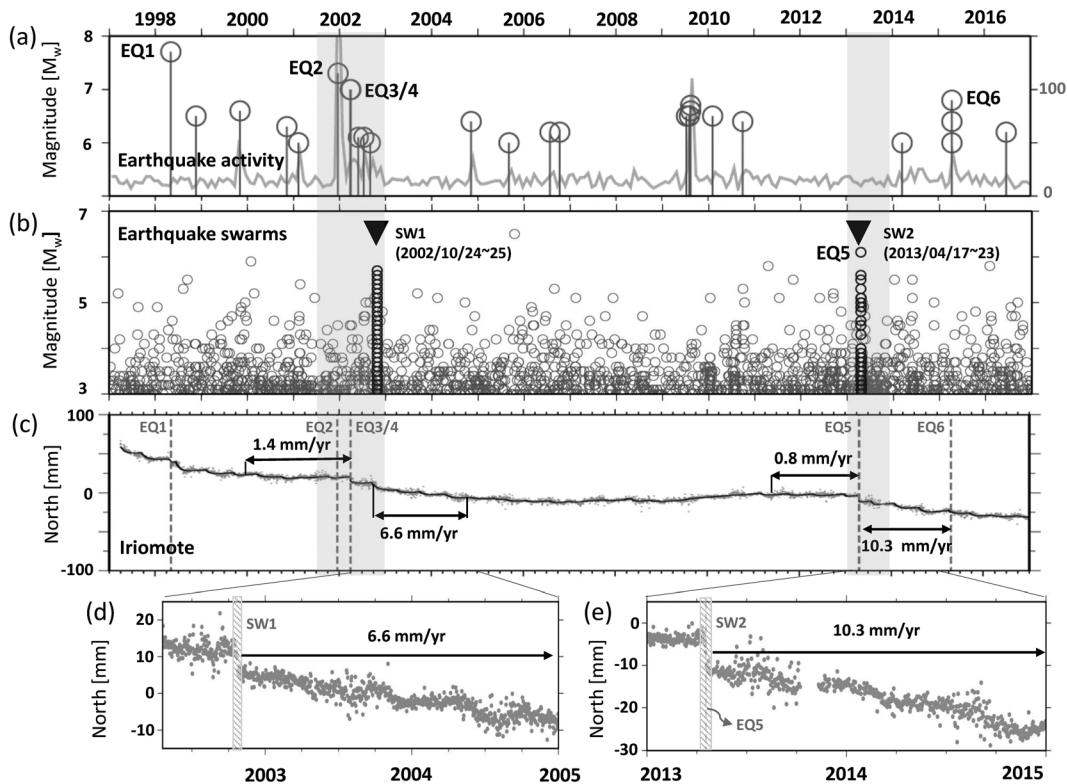 1998 2000 2002 2004 2006 2008 2010 2012 2014 2016
(a)
8
7
6
Magnitude [Mw]
EQ1
EQ2
EQ3/4
EQ6
100
0
Earthquake activity
(b)
7
5
3
Magnitude [Mw]
Earthquake swarms
SW1
(2002/10/24~25)
EQ5
SW2
(2013/04/17~23)
(c)
100
0
-100
North [mm]
EQ1 EQ2 EQ3/4 EQ5 EQ6
1.4 mm/yr
0.8 mm/yr
6.6 mm/yr
10.3 mm/yr
Iriomote
(d)
20
10
0
-10
North [mm]
SW1
6.6 mm/yr
2003 2004 2005
(e)
0
-10
-20
-30
North [mm]
SW2
10.3 mm/yr
EQ5
2013 2014 2015